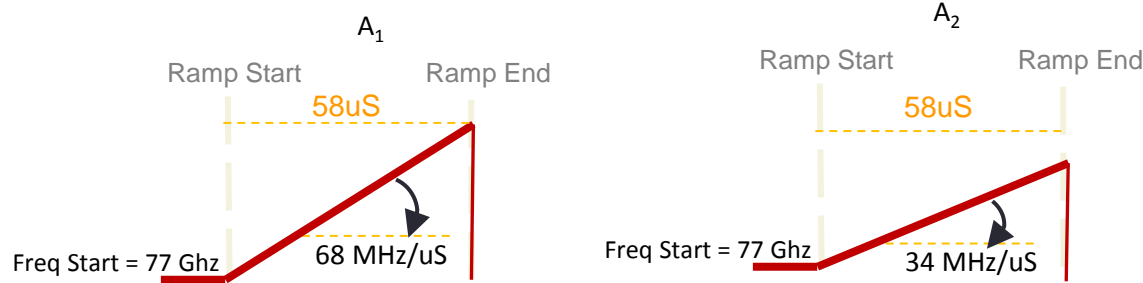 A1
Ramp Start
Ramp End
58uS
Freq Start = 77 Ghz
68 MHz/uS
A2
Ramp Start
Ramp End
58uS
Freq Start = 77 Ghz
34 MHz/uS